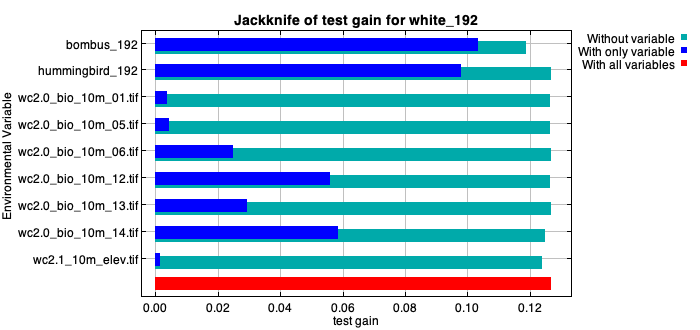 Jackknife of test gain for white_192
Without variable
With only variable
With all variables
Environmental Variable
bombus_192
hummingbird_192
wc2.0_bio_10m_01.tif
wc2.0_bio_10m_05.tif
wc2.0_bio_10m_06.tif
wc2.0_bio_10m_12.tif
wc2.0_bio_10m_13.tif
wc2.0_bio_10m_14.tif
wc2.1_10m_elev.tif
0.00 0.02 0.04 0.06 0.08 0.10 0.12
test gain